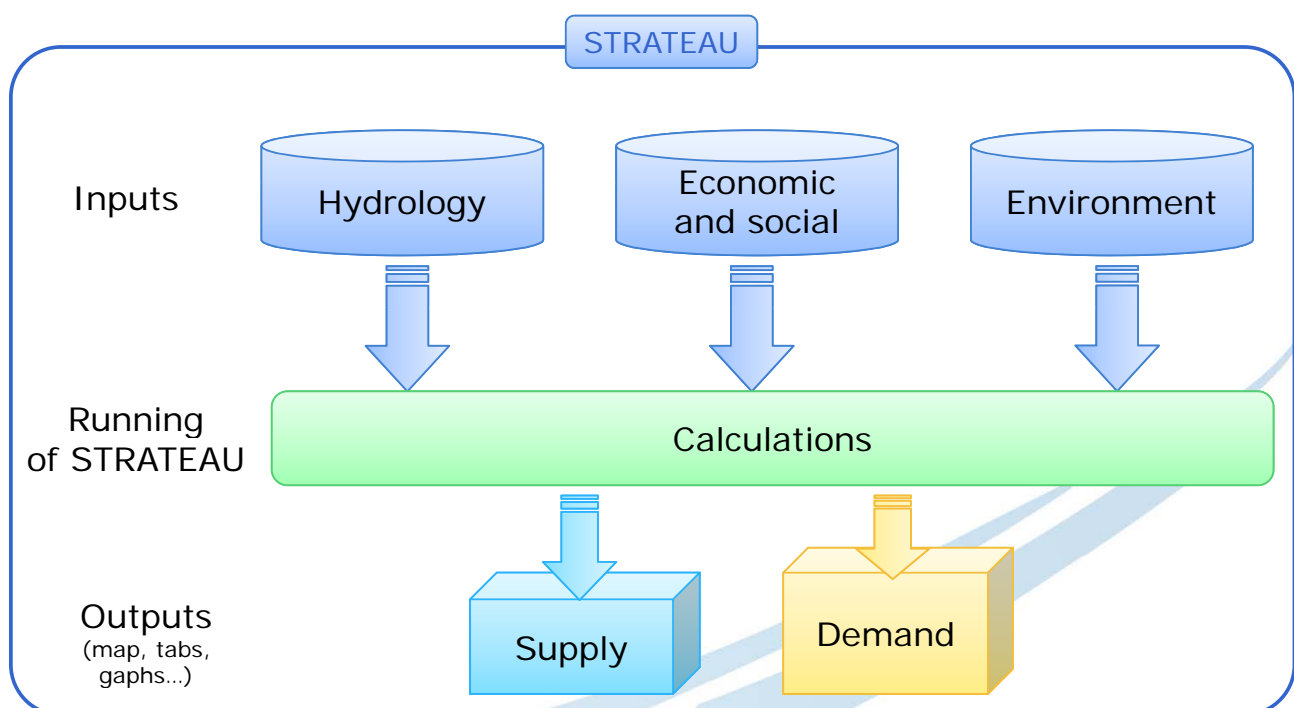 STRATEAU
Inputs
Hydrology
Economic
and social
Environment
Running
of STRATEAU
Calculations
Outputs
(map, tabs,
gaphs...)
Supply
Demand